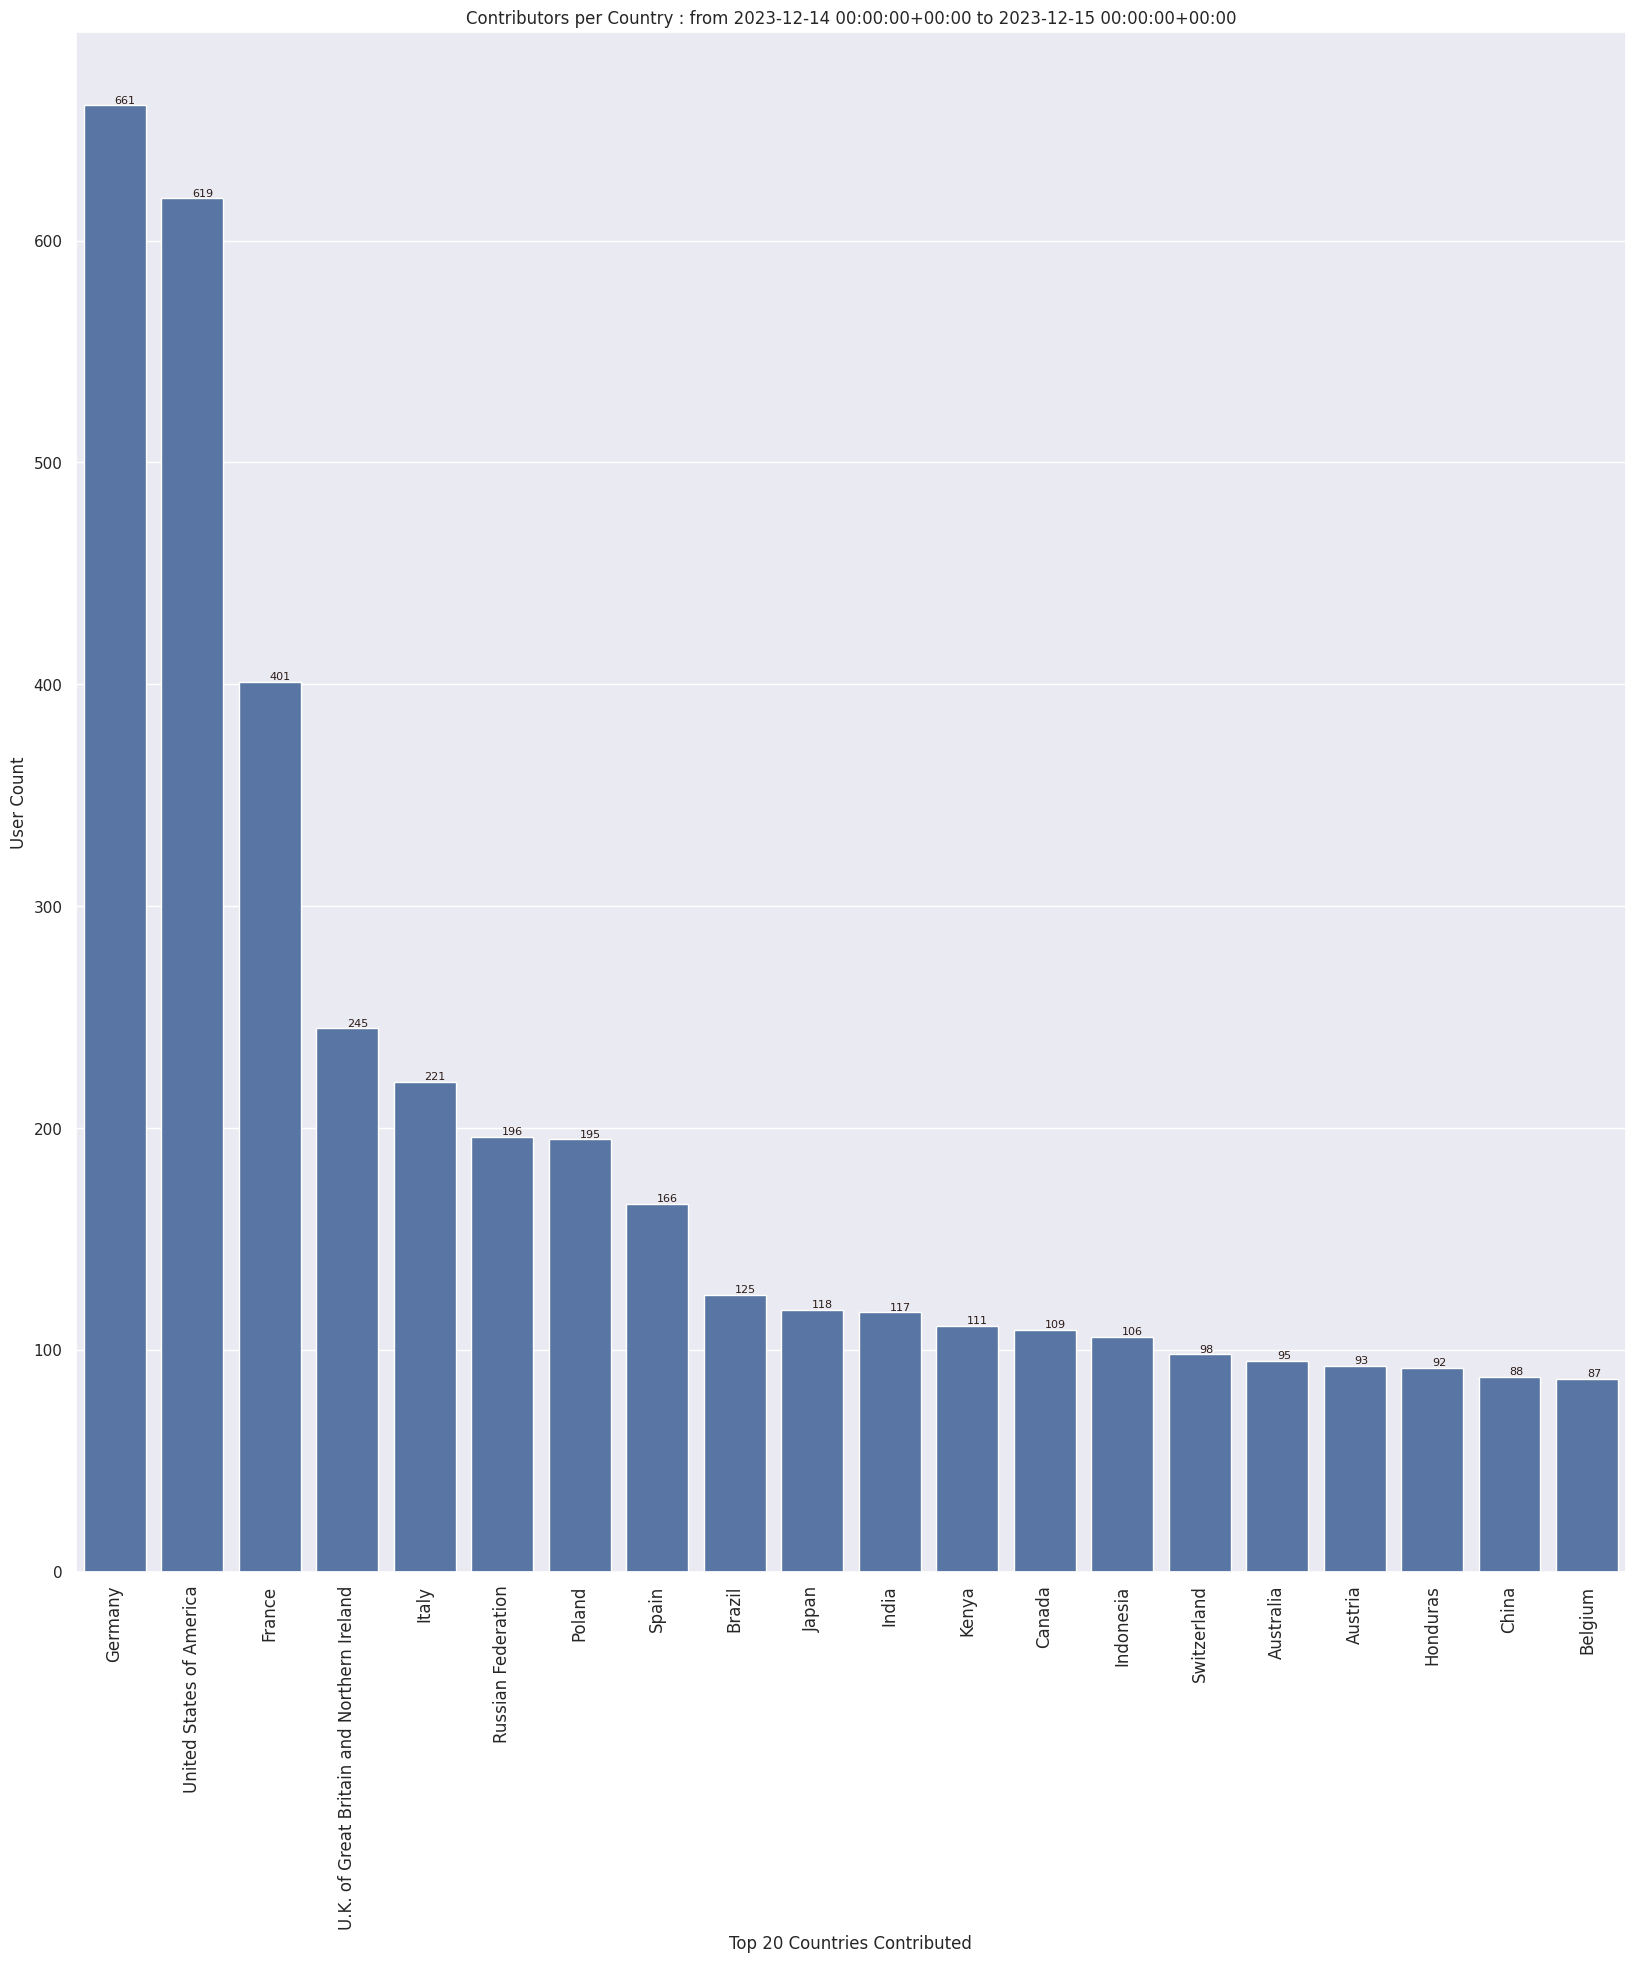 Contributors per Country : from 2023-12-14 00:00:00+00:00 to 2023-12-15 00:00:00+00:00
User Count
600
500
400
300
200
100
0
661
619
401
245
221
196
195
166
125
118
117
111
109
106
98
95
93
92
88
87
Germany
United States of America
France
U.K. of Great Britain and Northern Ireland
Italy
Russian Federation
Poland
Spain
Brazil
Japan
India
Kenya
Canada
Indonesia
Switzerland
Australia
Austria
Honduras
China
Belgium
Top 20 Countries Contributed